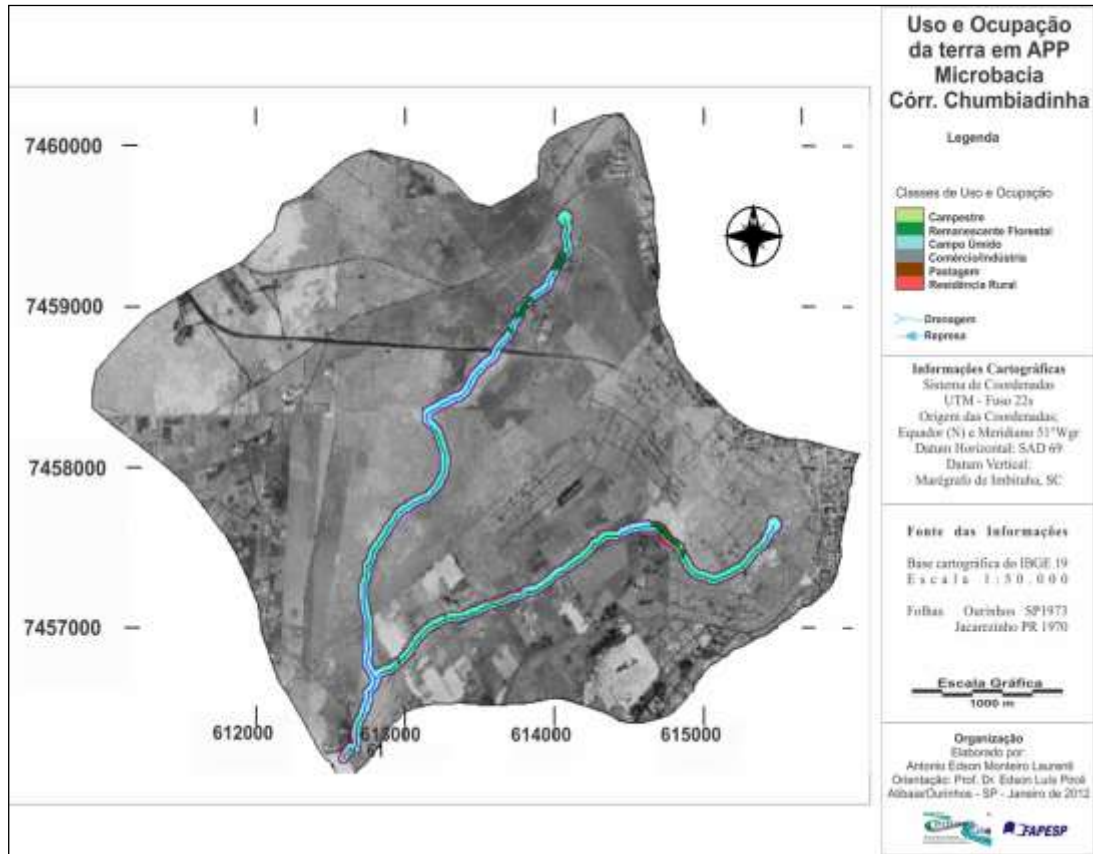 Uso e Ocupação
da terra em APP
Microbacia
Córr. Chumbiadinha
Legenda
Classes de Uso e Ocupação
Campestre
Remanescente Florestal
Campo Úmido
Comércio/Indústria
Pastagem
Residência Rural
Drenagem
Represa
Informações Cartográficas
Sistema de Coordenadas
UTM - Fuso 22s
Origem das Coordenadas:
Equador (N) e Meridiano 51°Wgr
Datum Horizontal: SAD 69
Datum Vertical:
Marégrafo de Imbituba, SC
Fonte das Informações
Base cartográfica do IBGE 19
Escala 1:50.000
Folhas Ourinhos SP1973
Jacarezinho PR 1970
Escala Gráfica
1000 m
Organização
Elaborado por:
Antonio Edson Monteiro Laurenti
Orientação: Prof. Dr. Edson Luís Piroli
/Ourinhos - SP - Janeiro de 2012
FAPESP
7460000
7459000
7458000
7457000
612000
613000
614000
615000
61